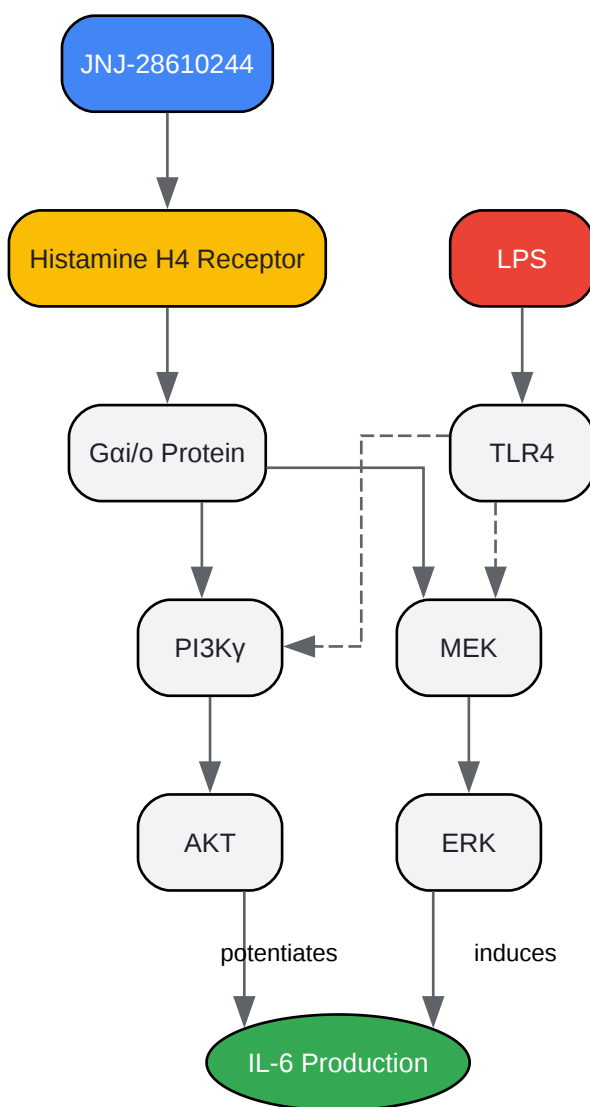 JNJ-28610244
Histamine H4 Receptor
LPS
Gαi/o Protein
TLR4
PI3Kγ
MEK
AKT
ERK
potentiates
induces
IL-6 Production